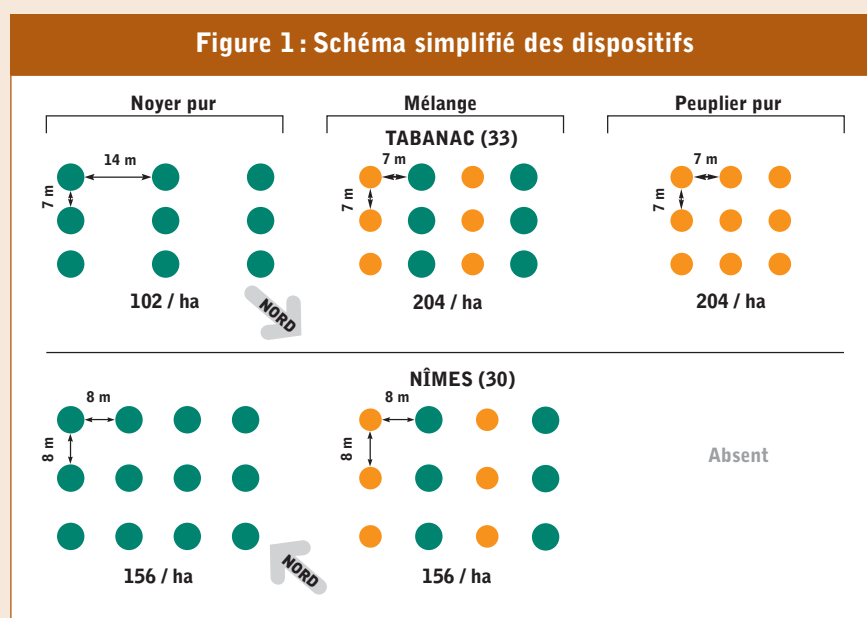 Figure 1 : Schéma simplifié des dispositifs
Noyer pur
Mélange
Peuplier pur
TABANAC (33)
14 m
7 m
7 m
7 m
7 m
7 m
102 / ha
204 / ha
204 / ha
NORD
NÎMES (30)
8 m
8 m
8 m
8 m
Absent
NORD
156 / ha
156 / ha